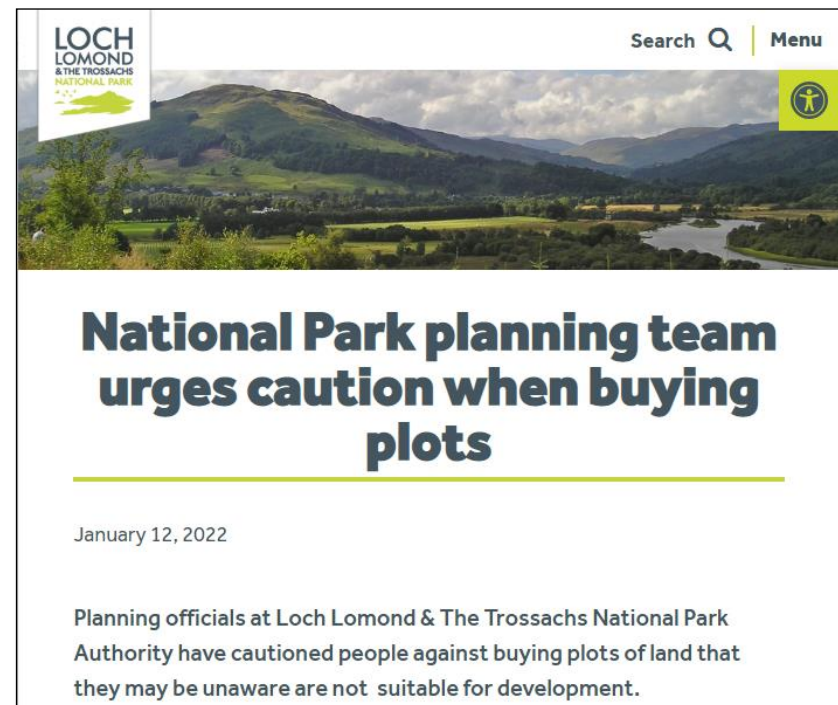 LOCH
LOMOND
& THE TROSSACHS
NATIONAL PARK
Search
Menu
National Park planning team
urges caution when buying
plots
January 12, 2022
Planning officials at Loch Lomond & The Trossachs National Park
Authority have cautioned people against buying plots of land that
they may be unaware are not suitable for development.